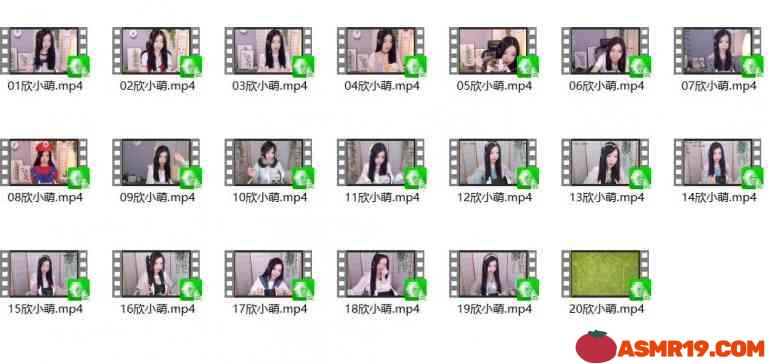 01欣小萌.mp4 02欣小萌.mp4 03欣小萌.mp4 04欣小萌.mp4 05欣小萌.mp4 06欣小萌.mp4 07欣小萌.mp4
08欣小萌.mp4 09欣小萌.mp4 10欣小萌.mp4 11欣小萌.mp4 12欣小萌.mp4 13欣小萌.mp4 14欣小萌.mp4
15欣小萌.mp4 16欣小萌.mp4 17欣小萌.mp4 18欣小萌.mp4 19欣小萌.mp4 20欣小萌.mp4
ASMR19.COM